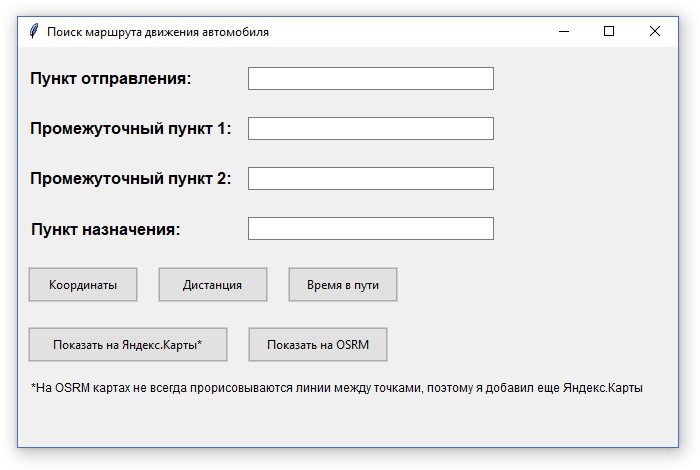 Поиск маршрута движения автомобиля
Пункт отправления:
Промежуточный пункт 1:
Промежуточный пункт 2:
Пункт назначения:
Координаты Дистанция Время в пути
Показать на Яндекс.Карты* Показать на OSRM
*На OSRM картах не всегда прорисовываются линии между точками, поэтому я добавил еще Яндекс.Карты